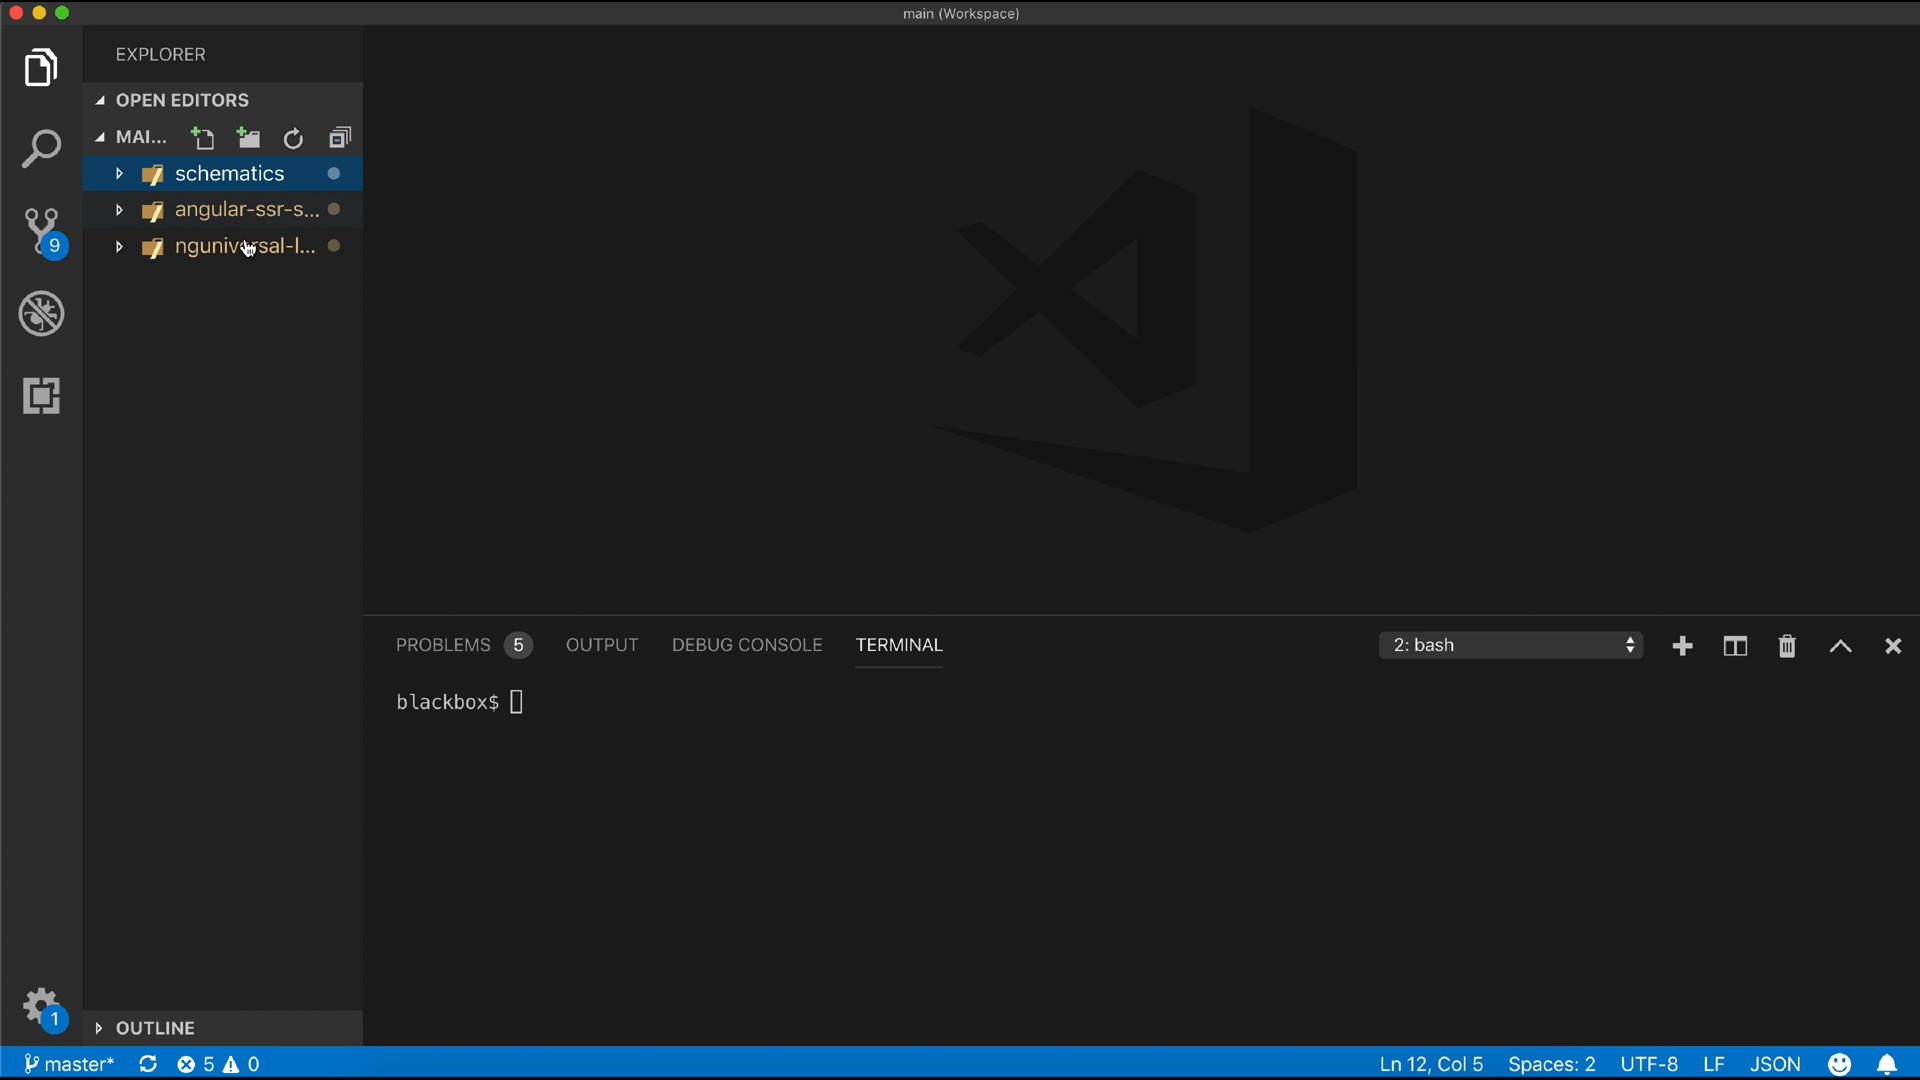 main (Workspace)
EXPLORER
OPEN EDITORS
MAI...
schematics
angular-ssr-s...
nguniversal-l...
9
PROBLEMS 5 OUTPUT DEBUG CONSOLE TERMINAL 2: bash
blackbox$
1
OUTLINE
master* 5 0 Ln 12, Col 5 Spaces: 2 UTF-8 LF JSON